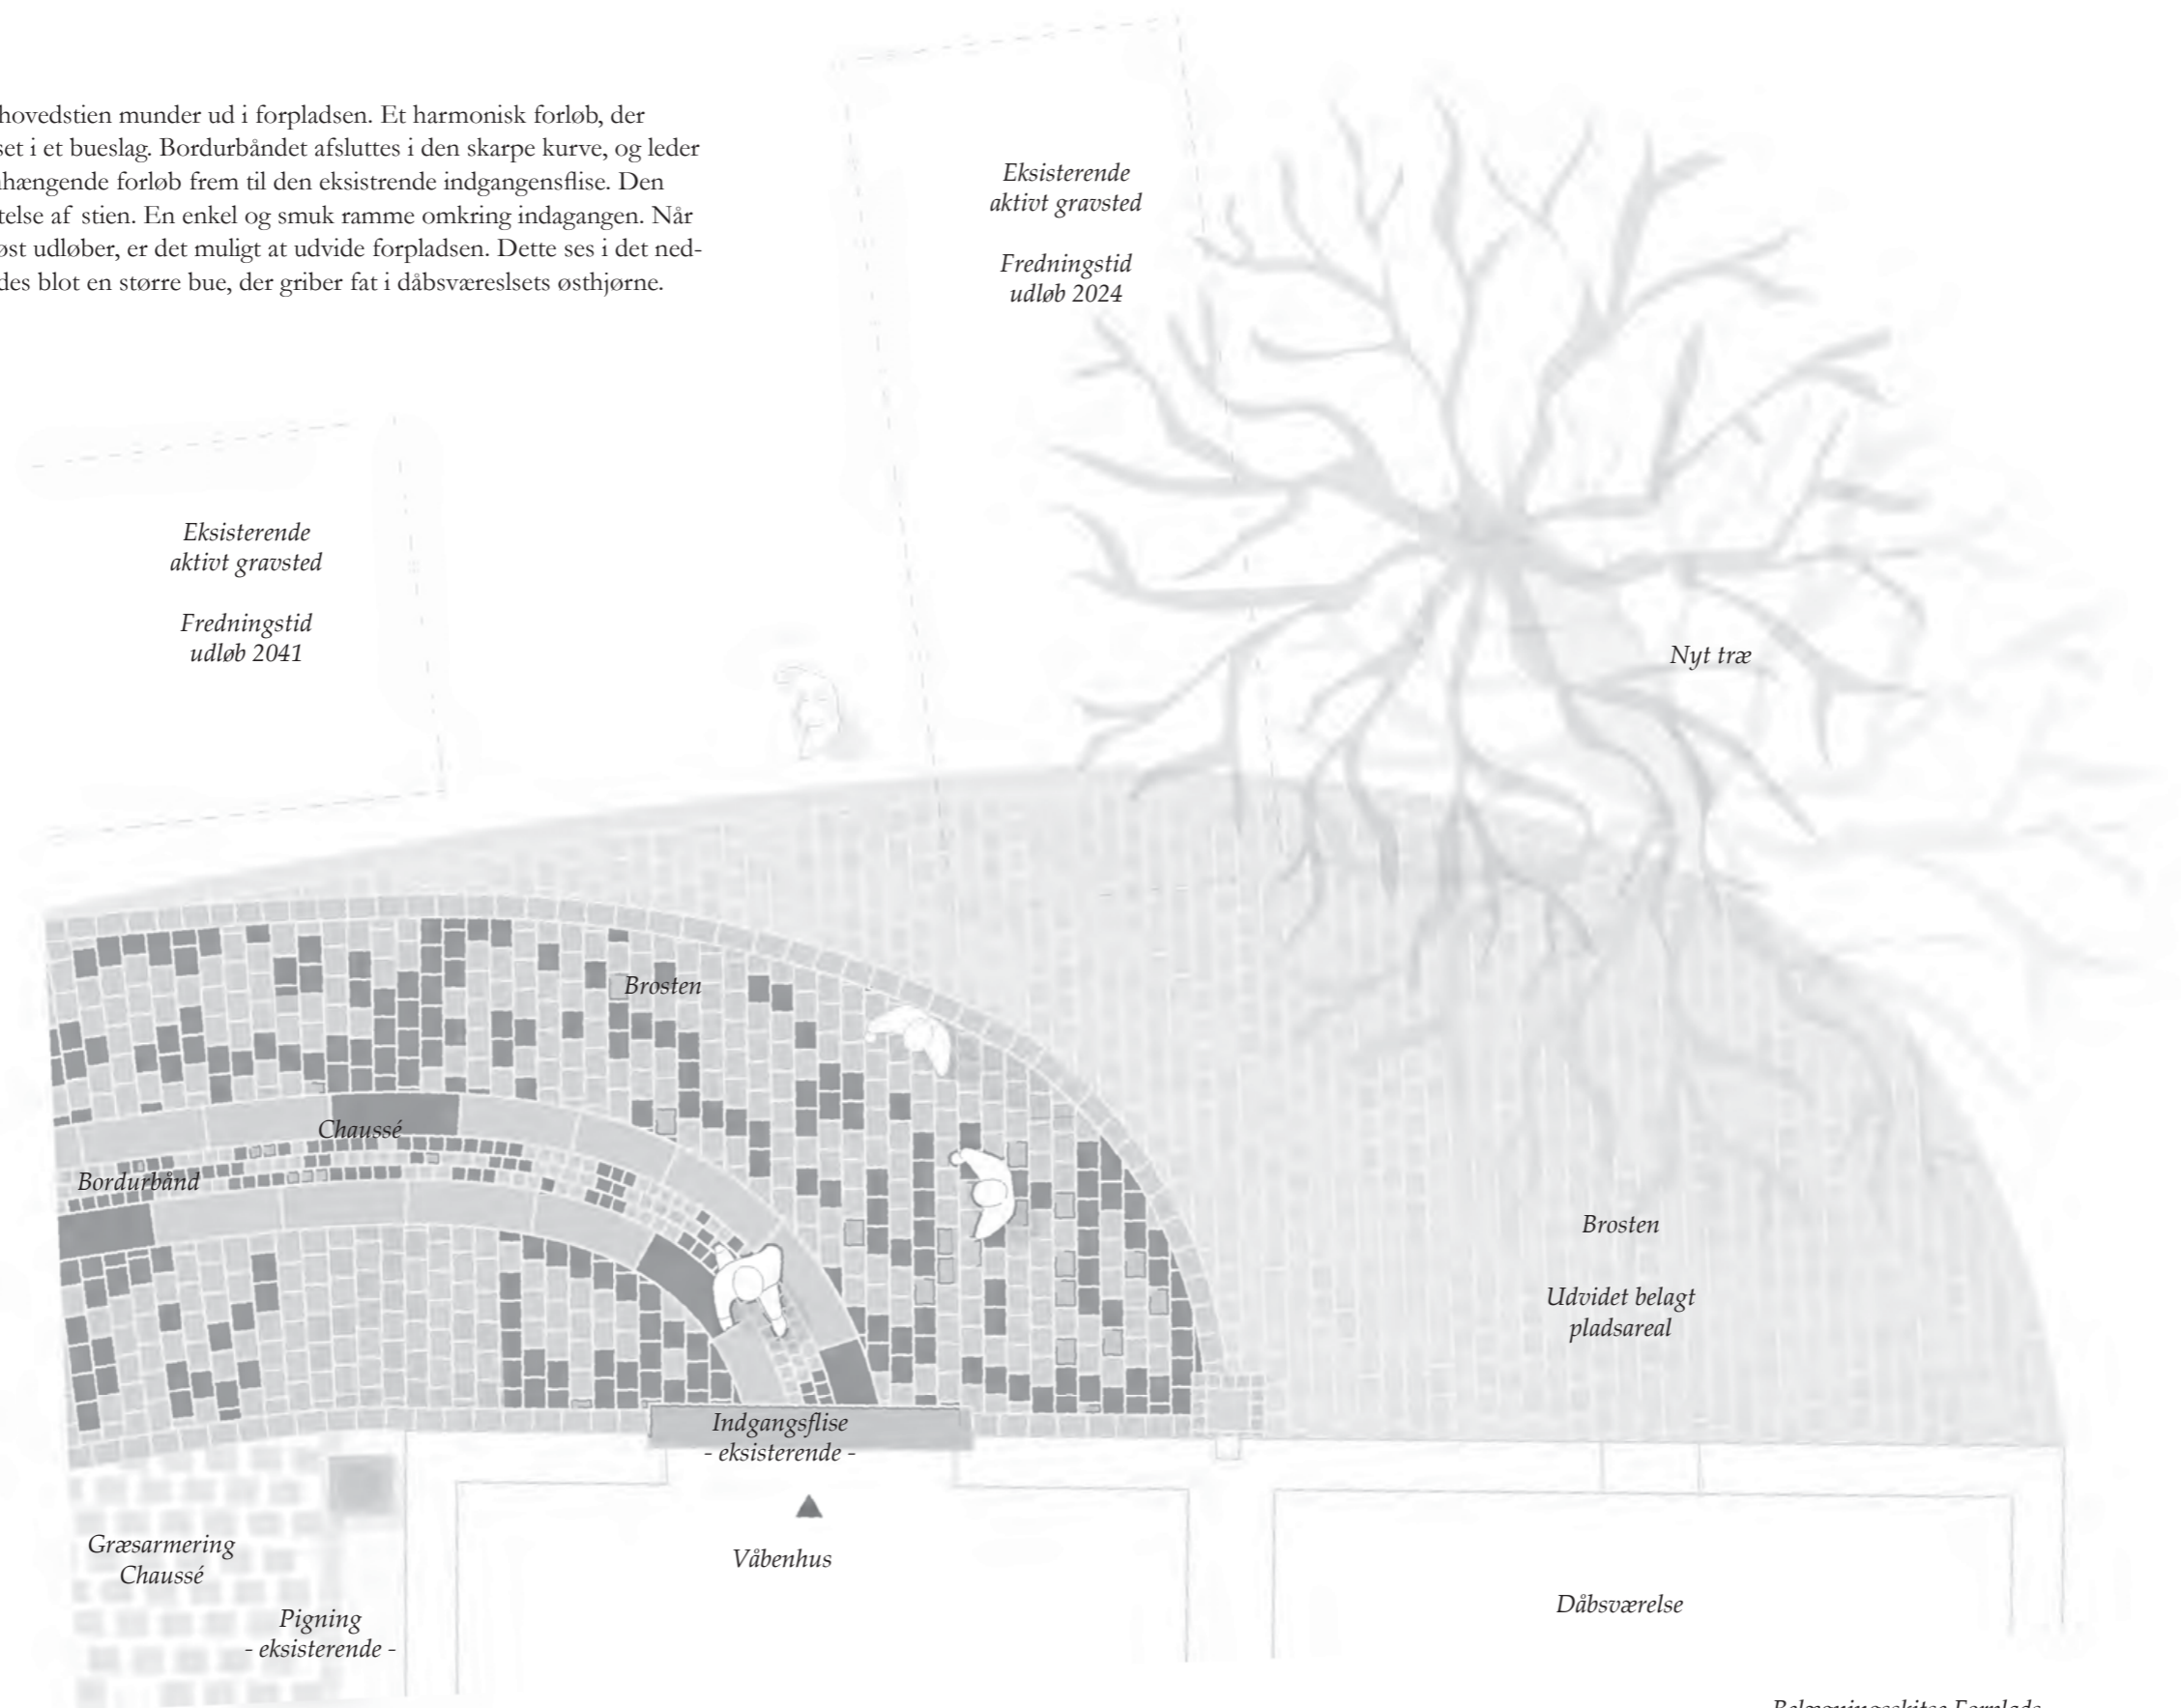 hovedstien munder ud i forpladsen. Et harmonisk forløb, der
set i et bueslag. Bordurbåndet afsluttes i den skarpe kurve, og leder
hængende forløb frem til den eksistrende indgangensflise. Den
telse af stien. En enkel og smuk ramme omkring indagangen. Når
øst udløber, er det muligt at udvide forpladsen. Dette ses i det ned-
des blot en større bue, der griber fat i dåbsværeslsets østhjørne.
Eksisterende
aktivt gravsted
Fredningstid
udløb 2024
Eksisterende
aktivt gravsted
Fredningstid
udløb 2041
Nyt træ
Brosten
Chaussé
Bordurbånd
Brosten
Udvidet belagt
pladsareal
Indgangsflise
- eksisterende -
Våbenhus
Græsarmering
Chaussé
Pigning
- eksisterende -
Dåbsværelse
Belægningsskitse Forplads